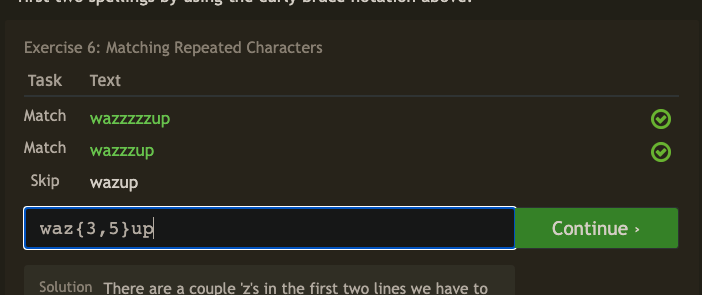 first two spellings by using the curly brace notation above.
Exercise 6: Matching Repeated Characters
Task Text
Match wazzzzzup
Match wazzzup
Skip wazup
waz{3,5}up
Continue ›
Solution There are a couple 'z's in the first two lines we have to